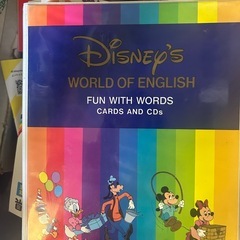 DISNEY'S
WORLD OF ENGLISH
FUN WITH WORDS
CARDS AND CDs